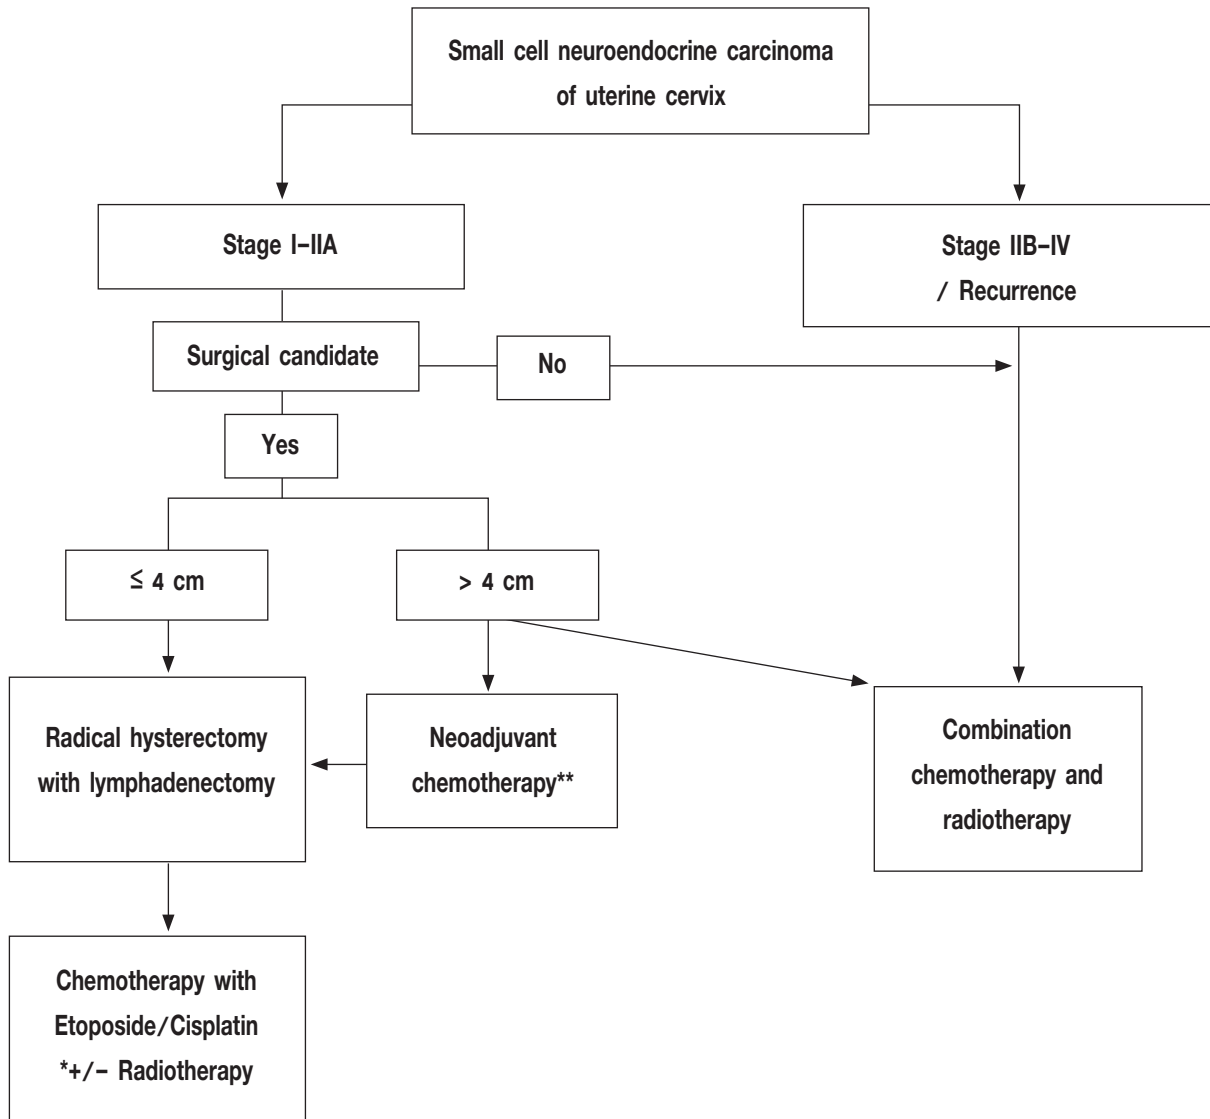 Small cell neuroendocrine carcinoma
of uterine cervix
Stage I−IIA
Stage IIB−IV
/ Recurrence
Surgical candidate
No
Yes
≤ 4 cm
> 4 cm
Radical hysterectomy
with lymphadenectomy
Neoadjuvant
chemotherapy**
Combination
chemotherapy and
radiotherapy
Chemotherapy with
Etoposide/Cisplatin
*+/− Radiotherapy